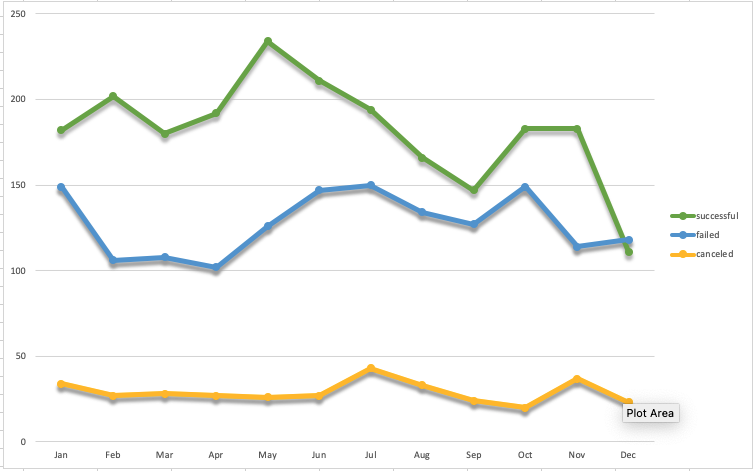 250
200
150
100
50
0
Jan Feb Mar Apr May Jun Jul Aug Sep Oct Nov Dec
successful
failed
canceled
Plot Area